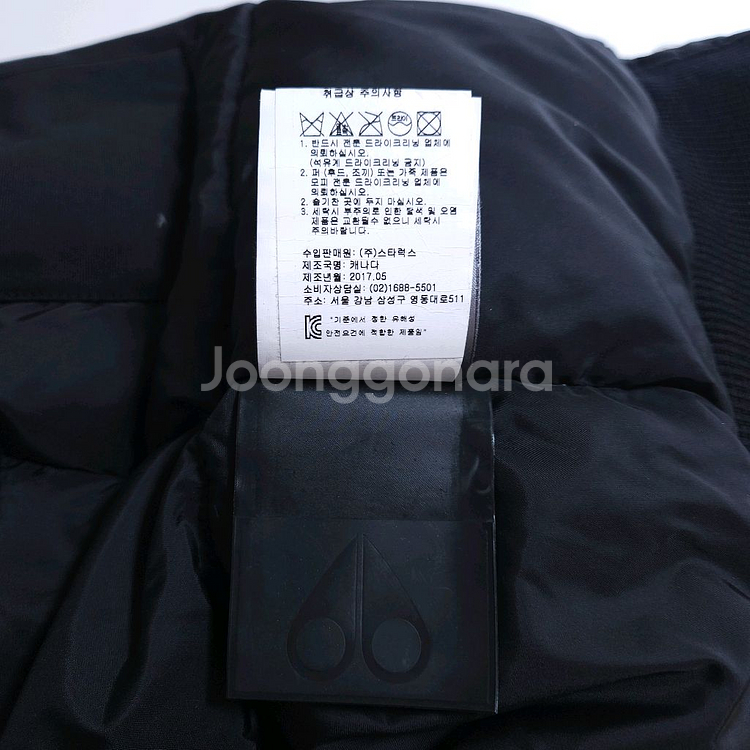 취급상 주의사항
드라이
1. 반드시 전문 드라이크리닝 업체에
의뢰하십시오.
(석유계 드라이크리닝 금지)
2. 퍼 (후드, 조끼) 또는 가죽 제품은
모피 전문 드라이크리닝 업체에
의뢰하십시오.
2. 습기찬 곳에 두지 마십시오.
3. 세탁시 부주의로 인한 탈색 및 오염
제품은 교환될수 없으니 세탁시
주의바랍니다.
수입판매원: (주)스타럭스
제조국명: 캐나다
제조년월: 2017.05
소비자상담실: (02)1688-5501
주소: 서울 강남 삼성구 영동대로511
"기준에서 정한 유해성
안전요건에 적합한 제품임"
Joonggonara